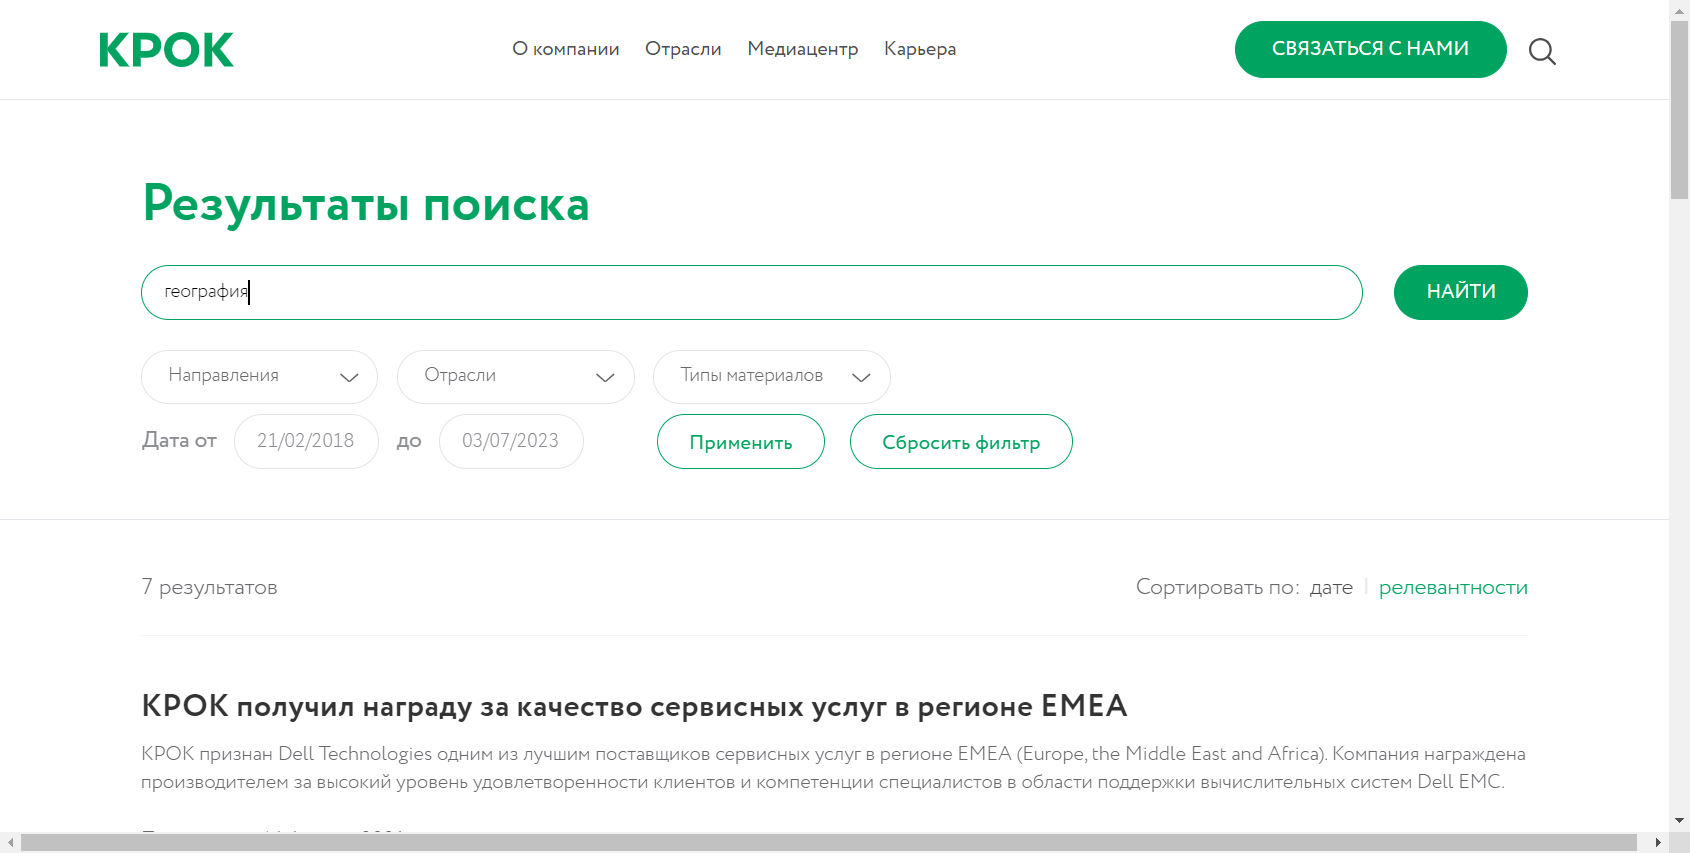 КРОК
О компании Отрасли Медиацентр Карьера
СВЯЗАТЬСЯ С НАМИ
Результаты поиска
география
НАЙТИ
Направления Отрасли Типы материалов
Дата от 21/02/2018 до 03/07/2023 Применить Сбросить фильтр
7 результатов
Сортировать по: дате | релевантности
КРОК получил награду за качество сервисных услуг в регионе EMEA
КРОК признан Dell Technologies одним из лучшим поставщиков сервисных услуг в регионе EMEA (Europe, the Middle East and Africa). Компания награждена
производителем за высокий уровень удовлетворенности клиентов и компетенции специалистов в области поддержки вычислительных систем Dell EMC.